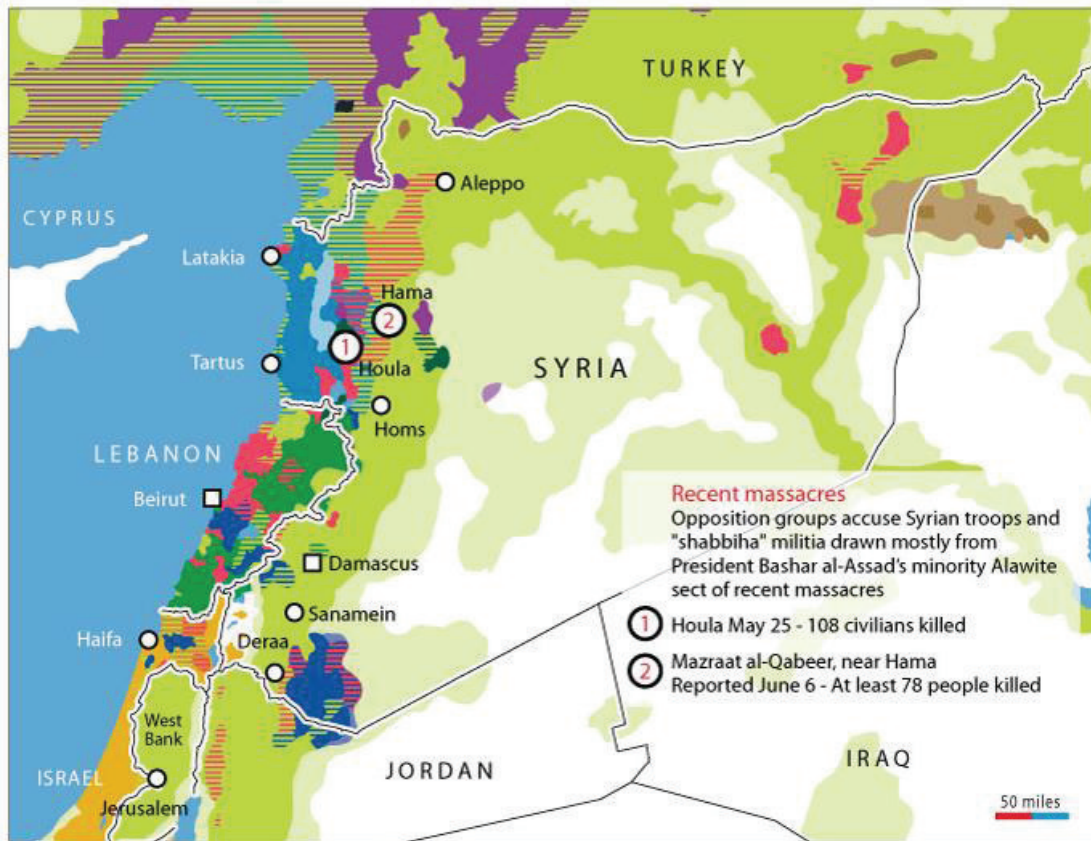 TURKEY
Aleppo
CYPRUS
Latakia
Hama
2
1
Tartus
Houla
SYRIA
Homs
LEBANON
Beirut
Recent massacres
Opposition groups accuse Syrian troops and
"shabbiha" militia drawn mostly from
President Bashar al-Assad's minority Alawite
sect of recent massacres
Damascus
Sanamein
1 Houla May 25 - 108 civilians killed
Haifa
Deraa
2 Mazraat al-Qabeer, near Hama
Reported June 6 - At least 78 people killed
West
Bank
JORDAN
IRAQ
ISRAEL
Jerusalem
50 miles